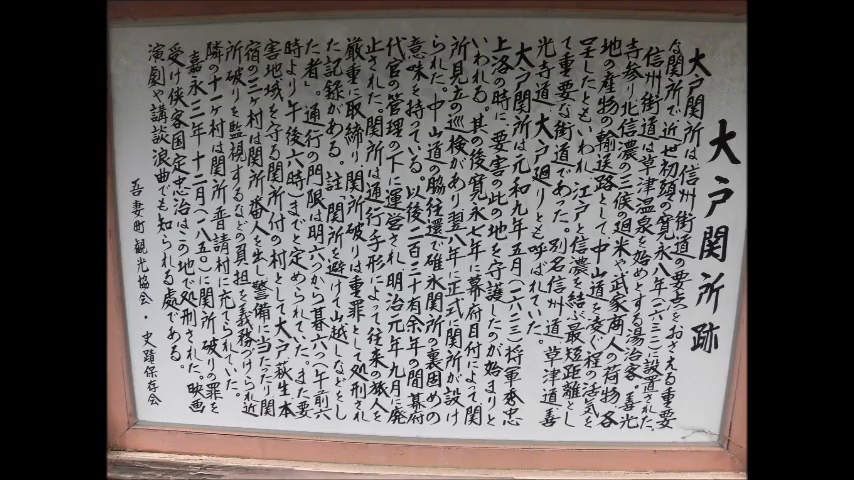 大戸関所跡
大戸関所は信州街道の要点をおさえる重要
な関所で近世初頭の寛永八年(一六三一)に設置された。
信州街道は草津温泉を始めとする湯治客。善光
寺参り北信濃の三候の廻米や武家商人の荷物各
地の産物の輸送路として中山道を凌ぐ程の活気を
呈したともいわれ、江戸と信濃を結ぶ最短距離とし
て重要な街道であった。別名信州道、草津道善
光寺道、大戸廻りとも呼ばれていた。
大戸関所は元和九年五月(一六二三)将軍秀忠
上洛の時に要害の此の地を守護したのが始まりと
いわれる。其の後寛永七年に幕府目付によって関
所見立の巡検があり翌八年に正式に関所が設け
られた。中山道の脇往還で碓氷関所の裏固めの
意味を持っている。以後二百三十有余年の間幕府
代官の管理の下に運営され明治元年九月に廃
止された。関所は通行手形によって往来の旅人を
厳重に取締り、関所破りは重罪として処刑され
た記録がある。註「関所を避けて山越しなどをし
た者」。通行の門限は明六つから暮六つ(午前六
時より午後六時)までと定められていた。また要
害地域を守る関所付の村として大戸、萩生、本
宿の三ヶ村は関所番人を出し警備に当ったり関
所破りを監視するなどの負担を義務づけられ近
隣の十一ヶ村は関所普請村に充てられていた。
嘉永三年十二月(一八五〇)に関所破りの罪を
受け侠客国定忠治はこの地で処刑された。映画
演劇や講談浪曲でも知られる處である。
吾妻町観光協会・史蹟保存会